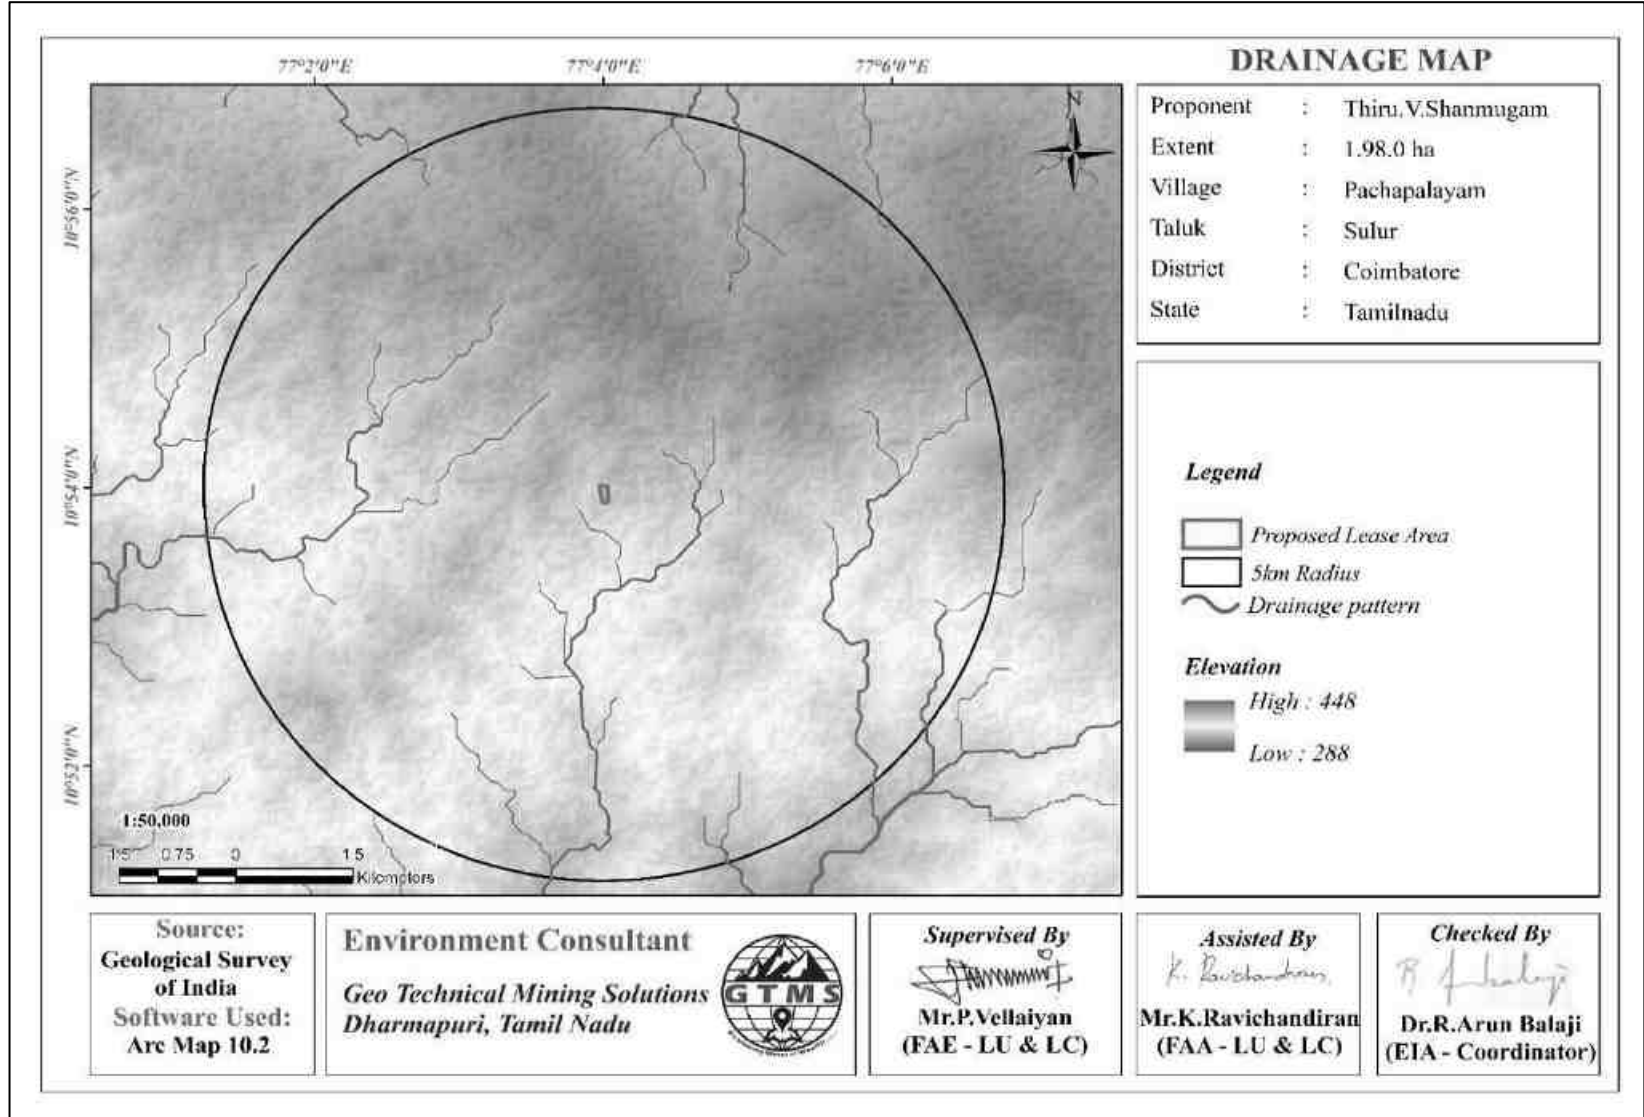 DRAINAGE MAP
77°2'0"E
77°4'0"E
77°6'0"E
10°56'0"N
10°54'0"N
10°52'0"N
N
1:50,000
1.5 0.75 0 1.5
Kilometers
Proponent : Thiru.V.Shanmugam
Extent : 1.98.0 ha
Village : Pachapalayam
Taluk : Sulur
District : Coimbatore
State : Tamilnadu
Legend
Proposed Lease Area
5km Radius
Drainage pattern
Elevation
High : 448
Low : 288
Source:
Geological Survey
of India
Software Used:
Arc Map 10.2
Environment Consultant
Geo Technical Mining Solutions
Dharmapuri, Tamil Nadu
GTMS
Supervised By
Mr.P.Vellaiyan
(FAE - LU & LC)
Assisted By
K. Ravichandran
Mr.K.Ravichandiran
(FAA - LU & LC)
Checked By
Dr.R.Arun Balaji
(EIA - Coordinator)